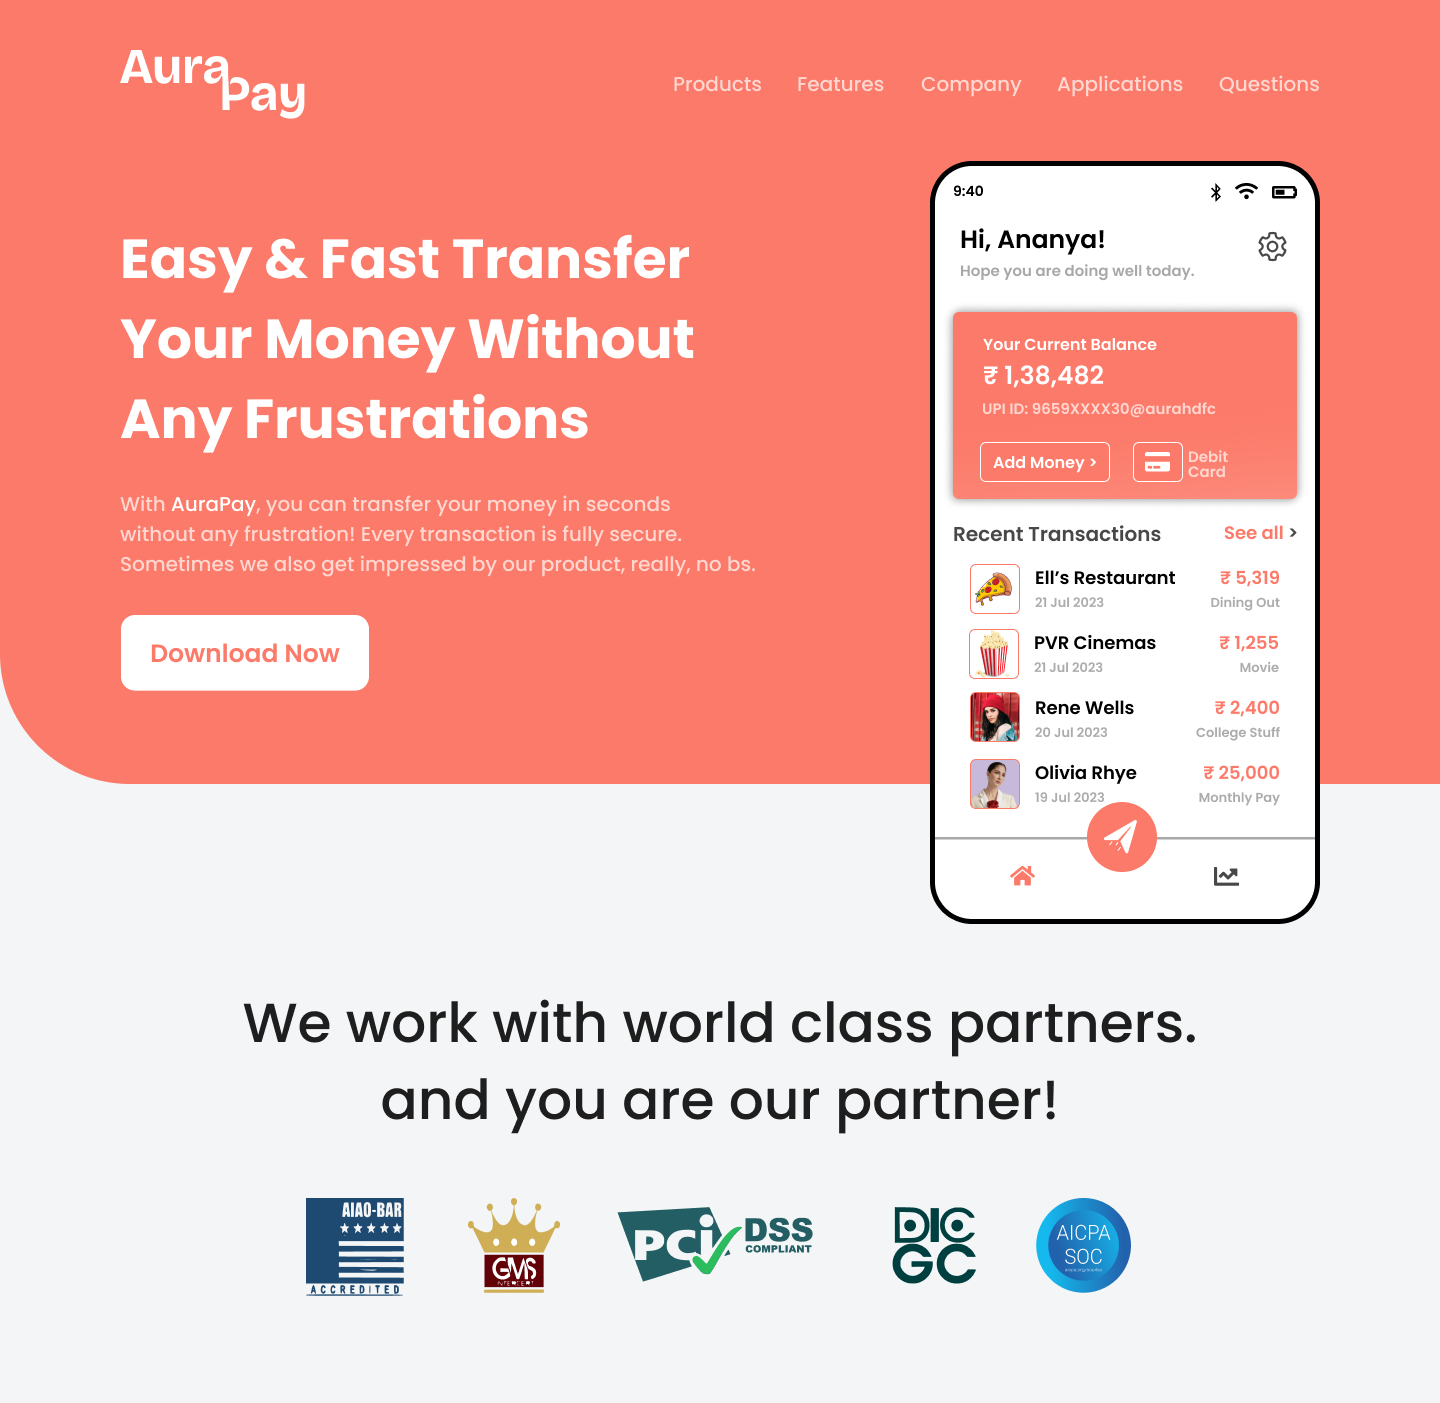 Aura
Pay
Products Features Company Applications Questions
Easy & Fast Transfer
Your Money Without
Any Frustrations
With AuraPay, you can transfer your money in seconds
without any frustration! Every transaction is fully secure.
Sometimes we also get impressed by our product, really, no bs.
Download Now
9:40
Hi, Ananya!
Hope you are doing well today.
Your Current Balance
₹ 1,38,482
UPI ID: 9659XXXX30@aurahdfc
Add Money >
Debit
Card
Recent Transactions See all >
Ell’s Restaurant ₹ 5,319
21 Jul 2023 Dining Out
PVR Cinemas ₹ 1,255
21 Jul 2023 Movie
Rene Wells ₹ 2,400
20 Jul 2023 College Stuff
Olivia Rhye ₹ 25,000
19 Jul 2023 Monthly Pay
We work with world class partners.
and you are our partner!
AIAO-BAR
ACCREDITED
GMS
PCi
DSS
COMPLIANT
DIC
GC
AICPA
SOC